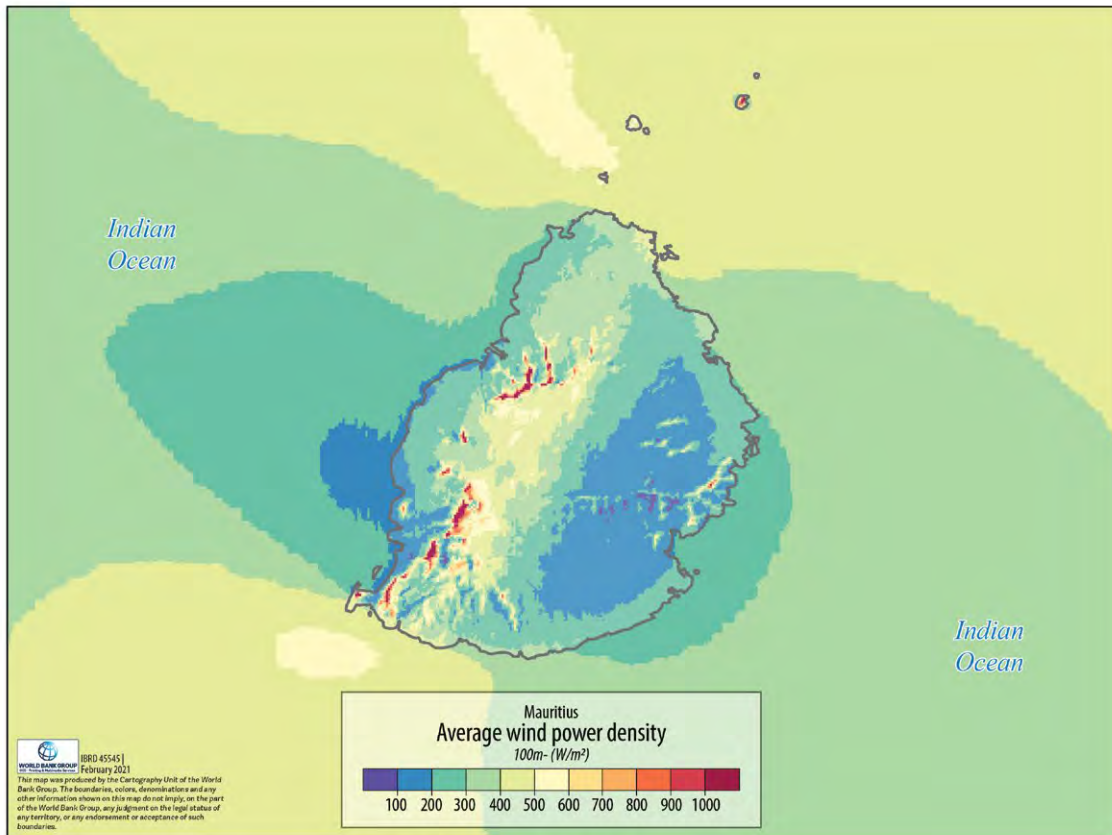 Indian
Ocean
Indian
Ocean
Mauritius
Average wind power density
100m- (W/m²)
100 200 300 400 500 600 700 800 900 1000
WORLD BANK GROUP
IBRD 45545 |
February 2021
This map was produced by the Cartography Unit of the World
Bank Group. The boundaries, colors, denominations and any
other information shown on this map do not imply, on the part
of the World Bank Group, any judgment on the legal status of
any territory, or any endorsement or acceptance of such
boundaries.